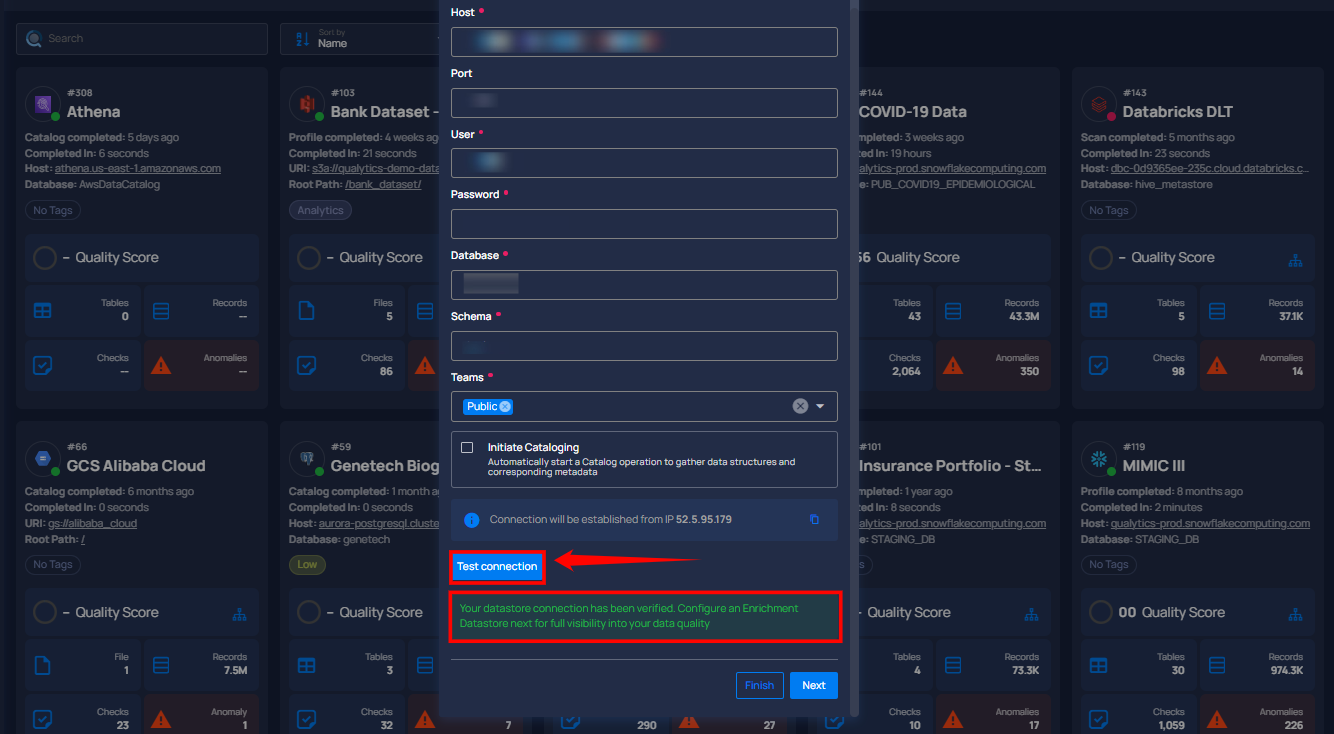 Search
Sort by
Name
#308
Athena
Catalog completed: 5 days ago
Completed In: 6 seconds
Host: athena.us-east-1.amazonaws.com
Database: AwsDataCatalog
No Tags
– Quality Score
Tables
0
Records
--
Checks
--
Anomalies
--
#103
Bank Dataset -
Profile completed: 4 weeks ag
Completed In: 21 seconds
URI: s3a://qualytics-demo-data
Root Path: /bank_dataset/
Analytics
– Quality Score
Files
5
Checks
86
Host *
Port
User *
Password *
Database *
Schema *
Teams *
Public
Initiate Cataloging
Automatically start a Catalog operation to gather data structures and
corresponding metadata
Connection will be established from IP 52.5.95.179
Test connection
Your datastore connection has been verified. Configure an Enrichment
Datastore next for full visibility into your data quality
Finish
Next
#144
COVID-19 Data
mpleted: 3 weeks ago
ed In: 19 hours
alytics-prod.snowflakecomputing.com
e: PUB_COVID19_EPIDEMIOLOGICAL
56 Quality Score
Tables
43
Records
43.3M
Checks
2,064
Anomalies
350
#143
Databricks DLT
Scan completed: 5 months ago
Completed In: 23 seconds
Host: dbc-0d9365ee-235c.cloud.databricks.c...
Database: hive_metastore
No Tags
– Quality Score
Tables
5
Records
37.1K
Checks
98
Anomalies
14
#66
GCS Alibaba Cloud
Catalog completed: 6 months ago
Completed In: 0 seconds
URI: gs://alibaba_cloud
Root Path: /
No Tags
– Quality Score
File
1
Records
7.5M
Checks
23
Anomaly
1
#59
Genetech Biog
Catalog completed: 1 month ag
Completed In: 0 seconds
Host: aurora-postgresql.cluste
Database: genetech
Low
– Quality Score
Tables
3
Checks
32
7
290
27
#101
Insurance Portfolio - St...
mpleted: 1 year ago
ed In: 8 seconds
alytics-prod.snowflakecomputing.com
e: STAGING_DB
s
– Quality Score
Tables
4
Records
73.3K
Checks
10
Anomalies
17
#119
MIMIC III
Profile completed: 8 months ago
Completed In: 2 minutes
Host: qualytics-prod.snowflakecomputing.com
Database: STAGING_DB
No Tags
00 Quality Score
Tables
30
Records
974.3K
Checks
1,059
Anomalies
226